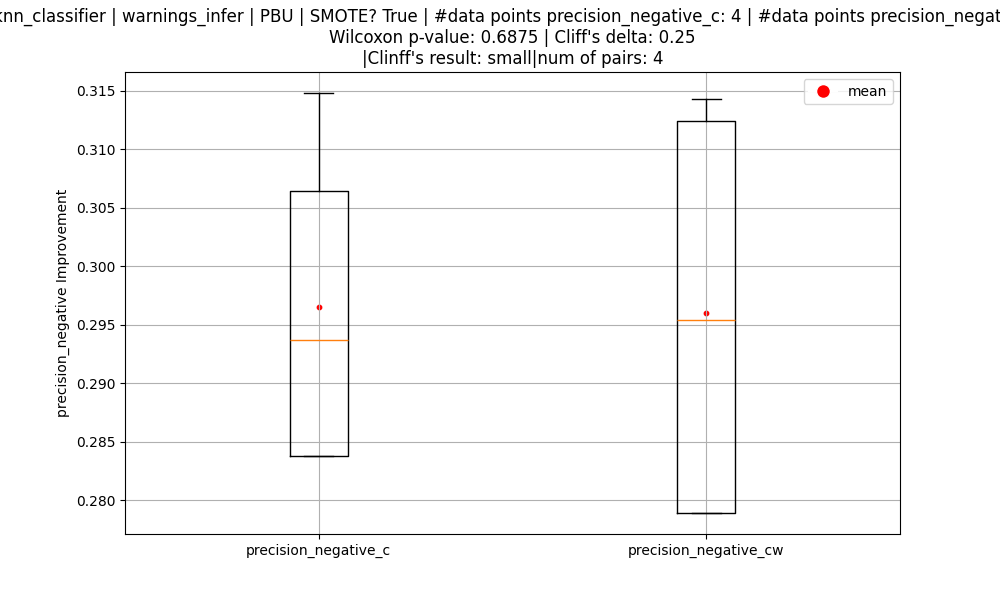 knn_classifier | warnings_infer | PBU | SMOTE? True | #data points precision_negative_c: 4 | #data points
Wilcoxon p-value: 0.6875 | Cliff's delta: 0.25
|Clinff's result: small|num of pairs: 4
mean
precision_negative Improvement
0.315
0.310
0.305
0.300
0.295
0.290
0.285
0.280
precision_negative_c
precision_negative_cw